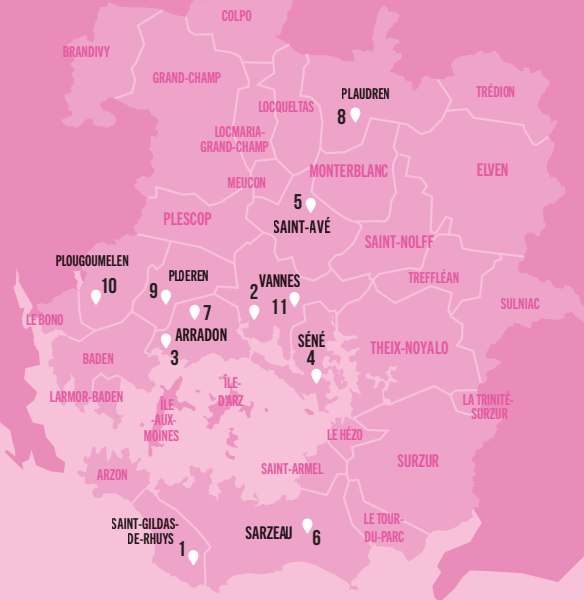 COLPO
BRANDIVY
GRAND-CHAMP
PLAUDREN
TRÉDION
LOCQUELTAS
8
LOCMARIA-
GRAND-CHAMP
MONTERBLANC
ELVEN
MEUCON
5
PLESCOP
SAINT-AVÉ
SAINT-NOLFF
PLOUGOUMELEN
PLOEREN
TREFFLÉAN
10
9
2
VANNES
11
SULNIAC
7
LE BONO
ARRADON
SÉNÉ
THEIX-NOYALO
3
4
BADEN
ÎLE-
D'ARZ
LARMOR-BADEN
ÎLE
-AUX-
MOINES
LA TRINITÉ-
SURZUR
LE HÉZO
SURZUR
ARZON
SAINT-ARMEL
SAINT-GILDAS-
DE-RHUYS
1
SARZEAU
6
LE TOUR-
DU-PARC